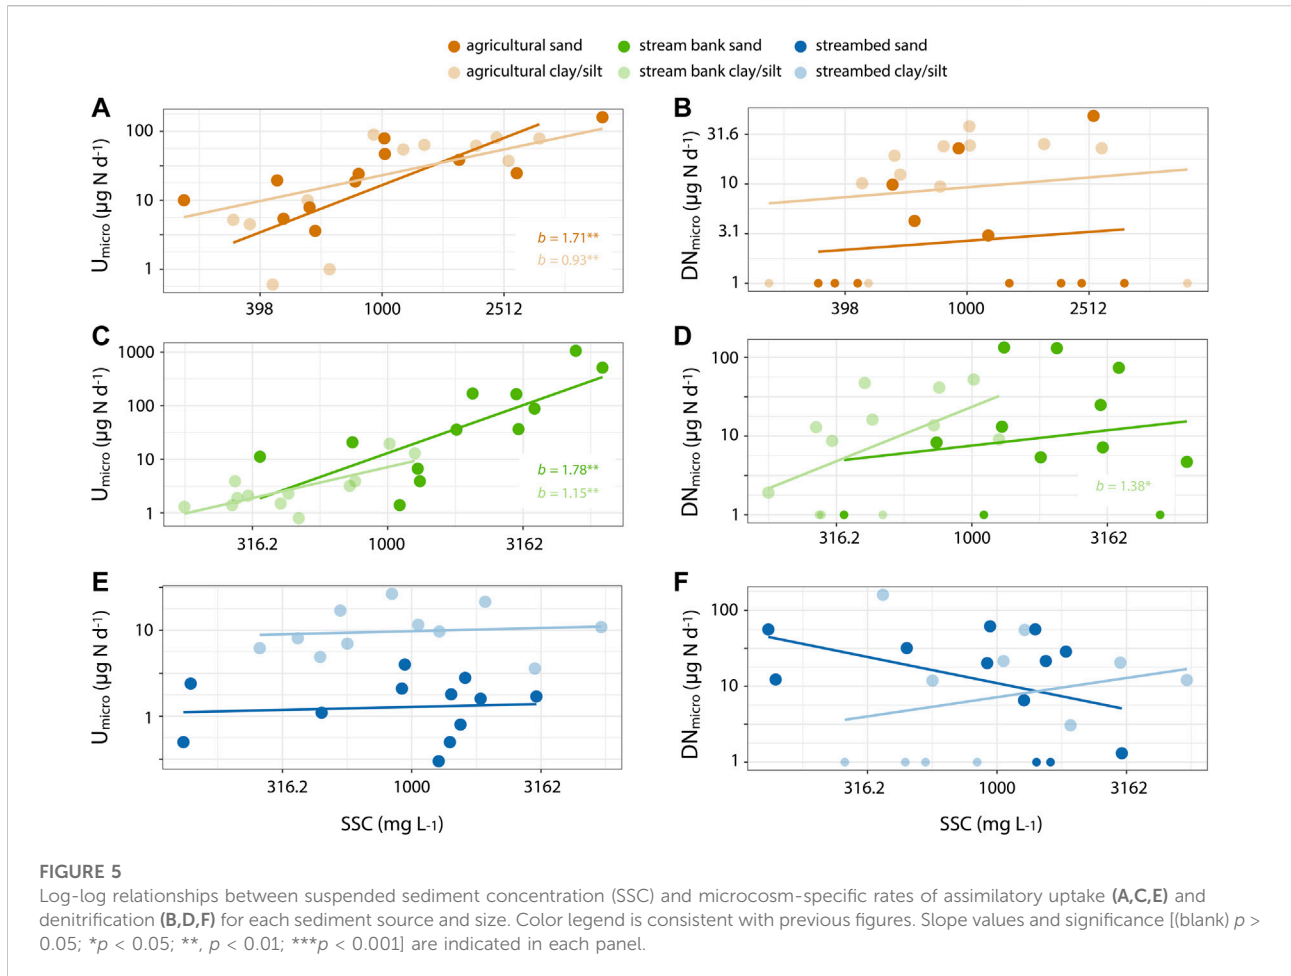 agricultural sand stream bank sand streambed sand
agricultural clay/silt stream bank clay/silt streambed clay/silt
A
Umicro (µg N d-1)
100
10
1
b = 1.71**
b = 0.93**
398 1000 2512
B
DNmicro (µg N d-1)
31.6
10
3.1
1
398 1000 2512
C
Umicro (µg N d-1)
1000
100
10
1
b = 1.78**
b = 1.15**
316.2 1000 3162
D
DNmicro (µg N d-1)
100
10
1
b = 1.38*
316.2 1000 3162
E
Umicro (µg N d-1)
10
1
316.2 1000 3162
SSC (mg L-1)
F
DNmicro (µg N d-1)
100
10
1
316.2 1000 3162
SSC (mg L-1)
FIGURE 5
Log-log relationships between suspended sediment concentration (SSC) and microcosm-specific rates of assimilatory uptake (A,C,E) and
denitrification (B,D,F) for each sediment source and size. Color legend is consistent with previous figures. Slope values and significance [(blank) p >
0.05; *p < 0.05; **, p < 0.01; ***p < 0.001] are indicated in each panel.